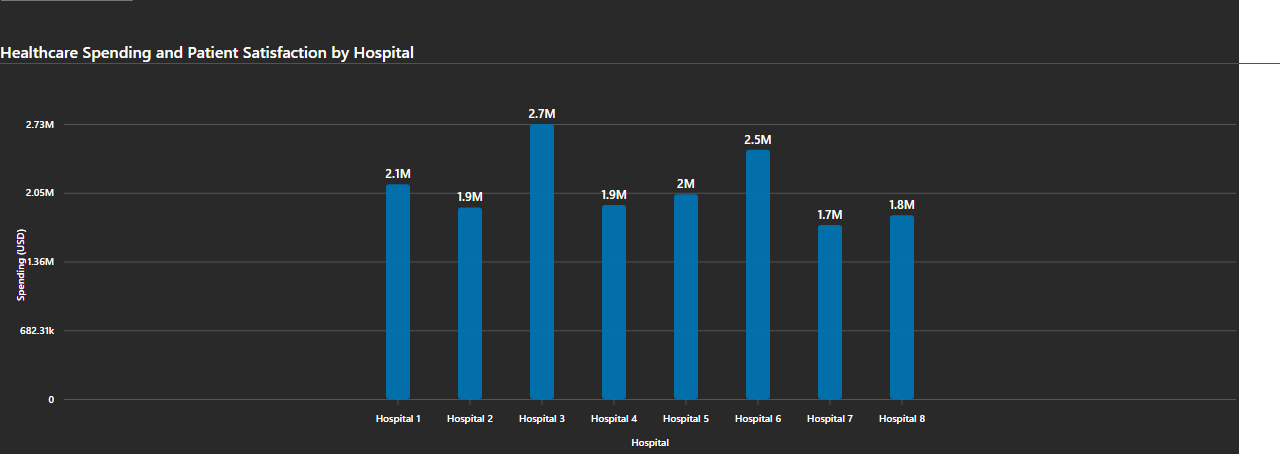 Healthcare Spending and Patient Satisfaction by Hospital
2.73M
2.05M
1.36M
682.31k
0
Spending (USD)
2.1M
1.9M
2.7M
1.9M
2M
2.5M
1.7M
1.8M
Hospital 1
Hospital 2
Hospital 3
Hospital 4
Hospital 5
Hospital 6
Hospital 7
Hospital 8
Hospital